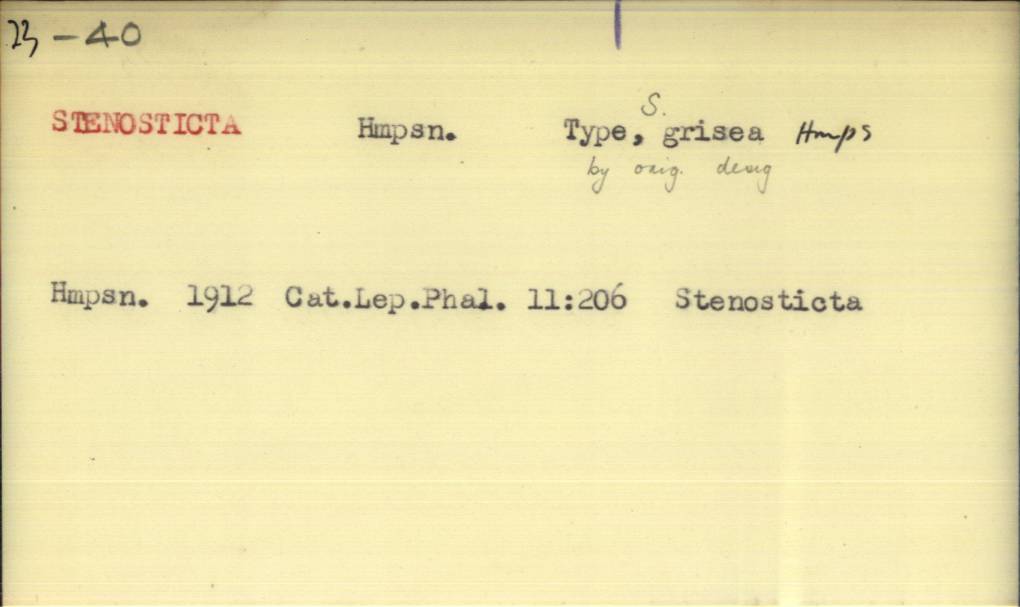 23 - 40
STENOSTICTA Hmpsn. Type, S. grisea Hmps
by orig. desig
Hmpsn. 1912 Cat.Lep.Phal. 11:206 Stenosticta